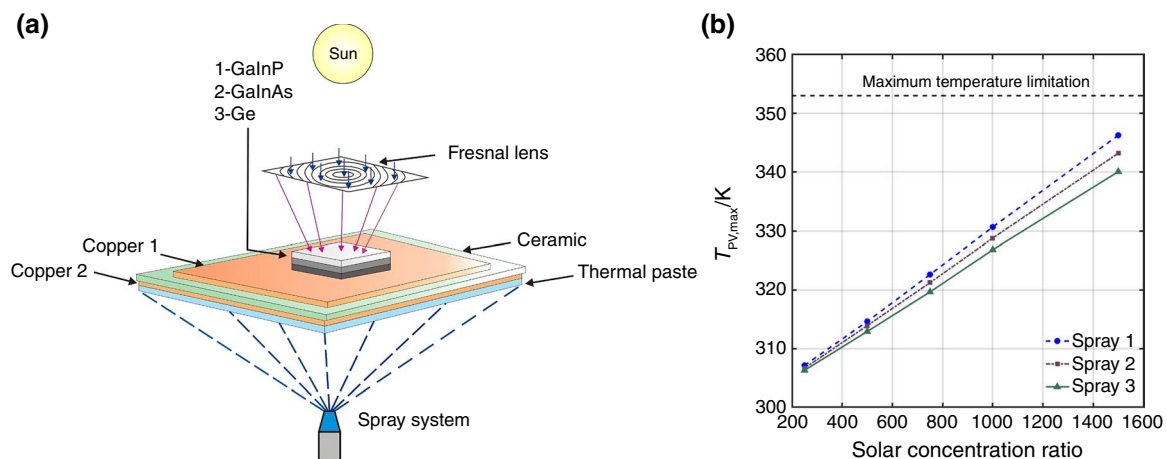 (a)
Sun
1-GaInP
2-GaInAs
3-Ge
Fresnal lens
Copper 1
Ceramic
Copper 2
Thermal paste
Spray system
(b)
360
350
340
330
320
310
300
T_PV,max/K
Maximum temperature limitation
Spray 1
Spray 2
Spray 3
200 400 600 800 1000 1200 1400 1600
Solar concentration ratio